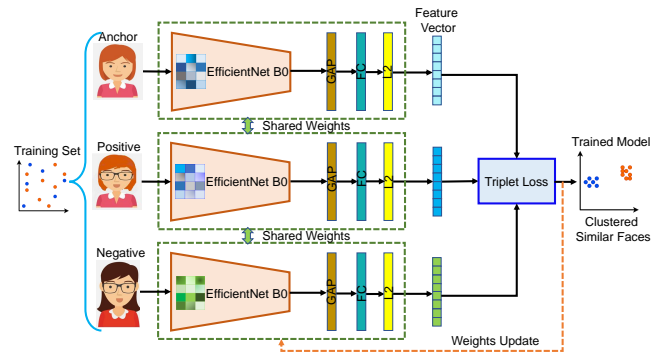 Anchor
Feature
Vector
EfficientNet B0
GAP
FC
L2
Shared Weights
Training Set
Positive
EfficientNet B0
GAP
FC
L2
Triplet Loss
Trained Model
Clustered
Similar Faces
Shared Weights
Negative
EfficientNet B0
GAP
FC
L2
Weights Update